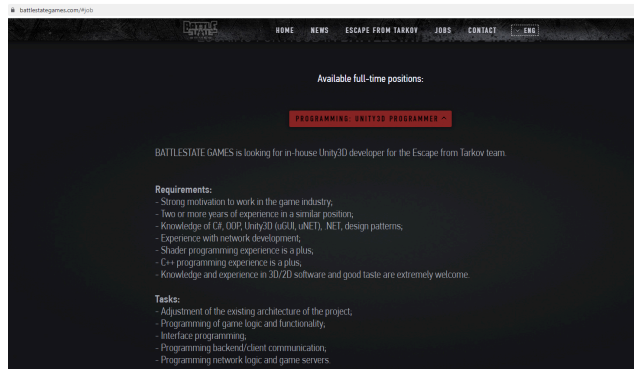 battlestategames.com/#job
BATTLE STATE HOME NEWS ESCAPE FROM TARKOV JOBS CONTACT ENG
Available full-time positions:
PROGRAMMING: UNITY3D PROGRAMMER
BATTLESTATE GAMES is looking for in-house Unity3D developer for the Escape from Tarkov team.
Requirements:
- Strong motivation to work in the game industry;
- Two or more years of experience in a similar position;
- Knowledge of C#, OOP, Unity3D (uGUI, uNET), .NET, design patterns;
- Experience with network development;
- Shader programming experience is a plus;
- C++ programming experience is a plus;
- Knowledge and experience in 3D/2D software and good taste are extremely welcome.
Tasks:
- Adjustment of the existing architecture of the project;
- Programming of game logic and functionality;
- Interface programming;
- Programming backend/client communication;
- Programming network logic and game servers.